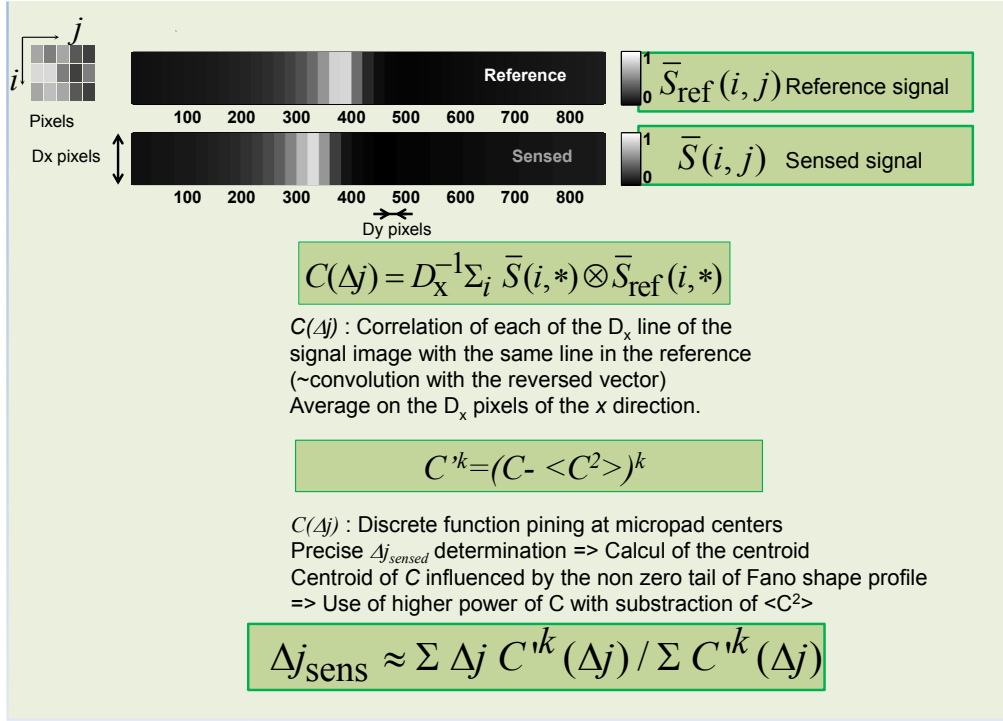 j
i
Pixels
Dx pixels
Reference
100 200 300 400 500 600 700 800
1
0
S̅ref (i, j) Reference signal
Sensed
100 200 300 400 500 600 700 800
1
0
S̅(i, j) Sensed signal
Dy pixels
C(Δj) = Dx⁻¹Σi S̅(i,*)⊗S̅ref (i,*)
C(Δj) : Correlation of each of the Dx line of the
signal image with the same line in the reference
(~convolution with the reversed vector)
Average on the Dx pixels of the x direction.
C’ᵏ=(C- <C²>)ᵏ
C(Δj) : Discrete function pining at micropad centers
Precise Δjsensed determination => Calcul of the centroid
Centroid of C influenced by the non zero tail of Fano shape profile
=> Use of higher power of C with substraction of <C²>
Δjsens ≈ Σ Δj C'ᵏ(Δj) / Σ C'ᵏ(Δj)